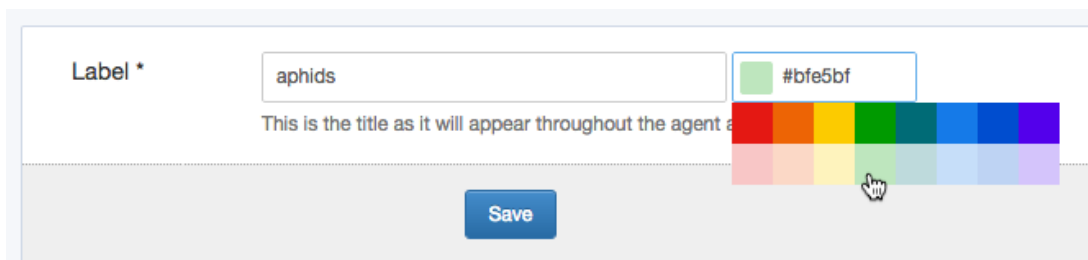 Label *
aphids
#bfe5bf
This is the title as it will appear throughout the agent
Save